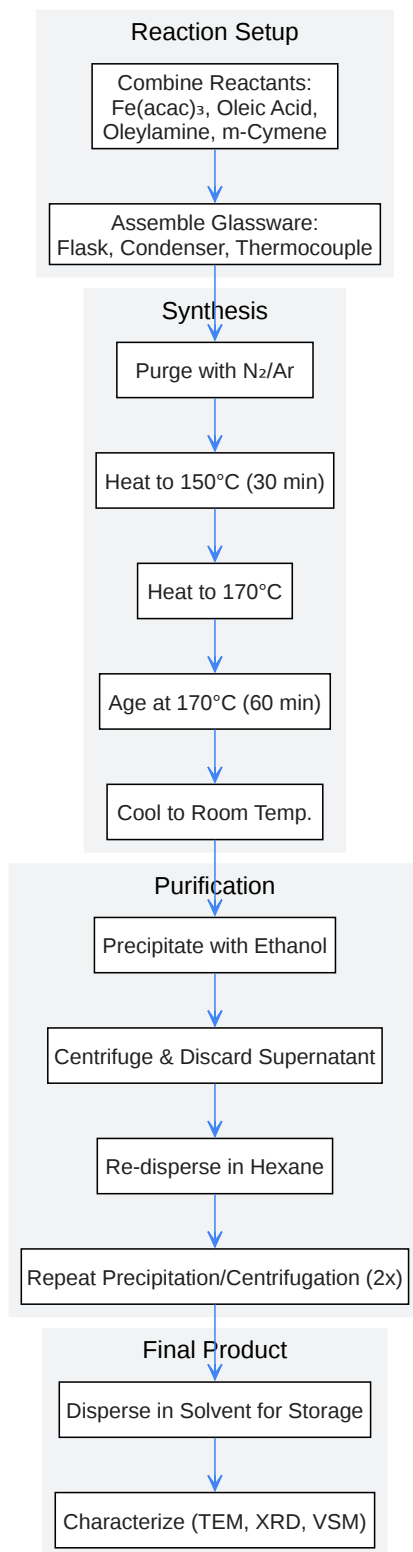 Reaction Setup
Combine Reactants:
Fe(acac)₃, Oleic Acid,
Oleylamine, m-Cymene
Assemble Glassware:
Flask, Condenser, Thermocouple
Synthesis
Purge with N₂/Ar
Heat to 150°C (30 min)
Heat to 170°C
Age at 170°C (60 min)
Cool to Room Temp.
Purification
Precipitate with Ethanol
Centrifuge & Discard Supernatant
Re-disperse in Hexane
Repeat Precipitation/Centrifugation (2x)
Final Product
Disperse in Solvent for Storage
Characterize (TEM, XRD, VSM)